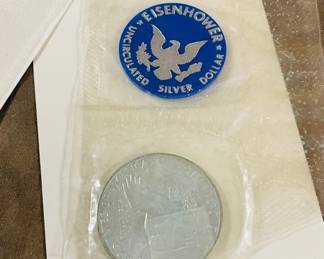 EISENHOWER
UNCIRCULATED SILVER DOLLAR